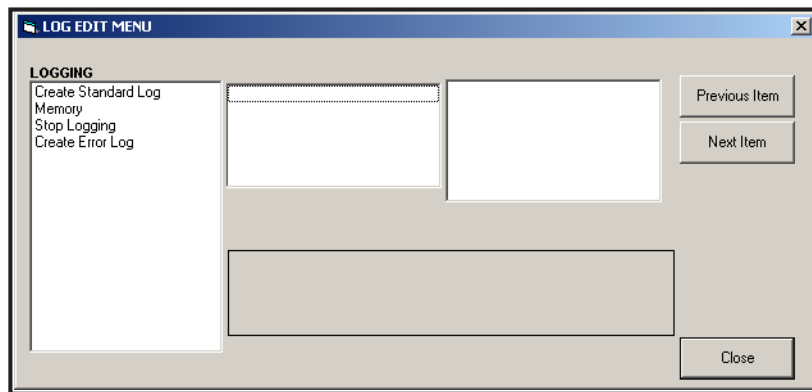 LOG EDIT MENU
LOGGING
Create Standard Log
Memory
Stop Logging
Create Error Log
Previous Item
Next Item
Close